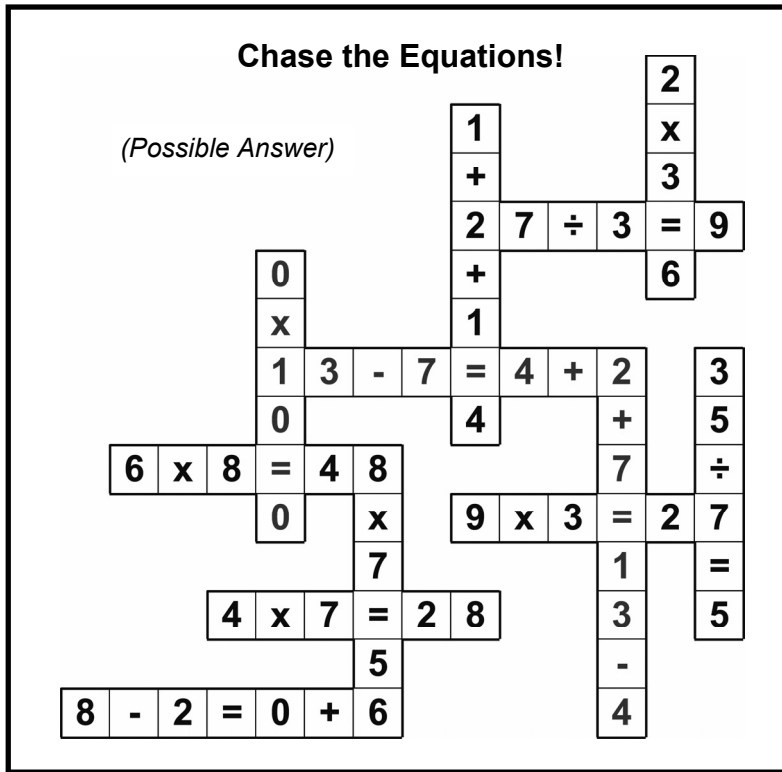 Chase the Equations!
2
1 x
(Possible Answer)
+ 3
2 7 ÷ 3 = 9
0 + 6
x 1
1 3 - 7 = 4 + 2 3
0 4 + 5
6 x 8 = 4 8 7 ÷
0 x 9 x 3 = 2 7
7 1 =
4 x 7 = 2 8 3 5
5 -
8 - 2 = 0 + 6 4